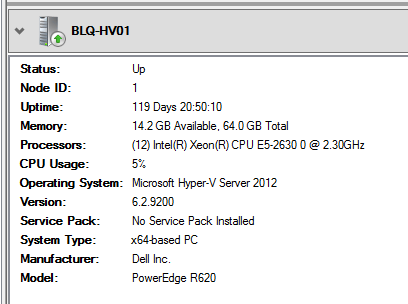 BLQ-HV01
Status: Up
Node ID: 1
Uptime: 119 Days 20:50:10
Memory: 14.2 GB Available, 64.0 GB Total
Processors: (12) Intel(R) Xeon(R) CPU E5-2630 0 @ 2.30GHz
CPU Usage: 5%
Operating System: Microsoft Hyper-V Server 2012
Version: 6.2.9200
Service Pack: No Service Pack Installed
System Type: x64-based PC
Manufacturer: Dell Inc.
Model: PowerEdge R620